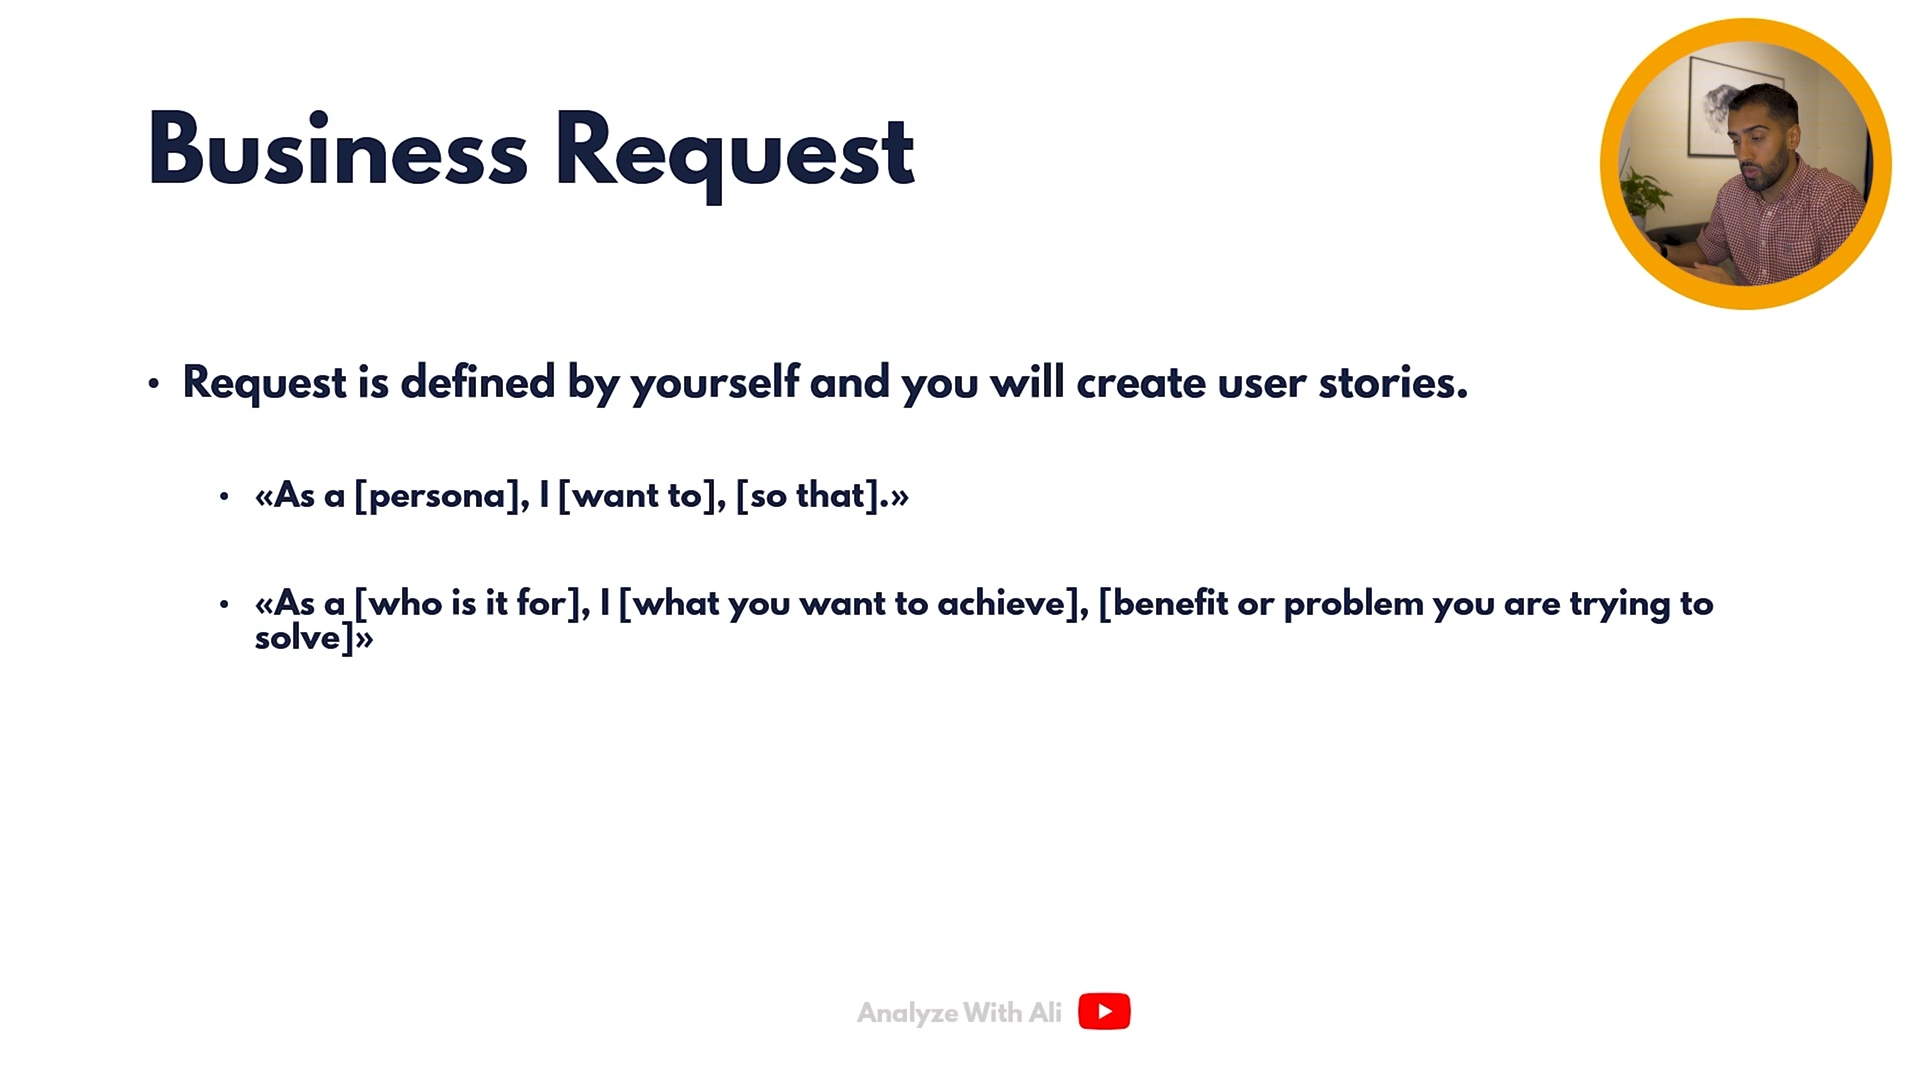 Business Request
• Request is defined by yourself and you will create user stories.
• «As a [persona], I [want to], [so that].»
• «As a [who is it for], I [what you want to achieve], [benefit or problem you are trying to
solve]»
Analyze With Ali